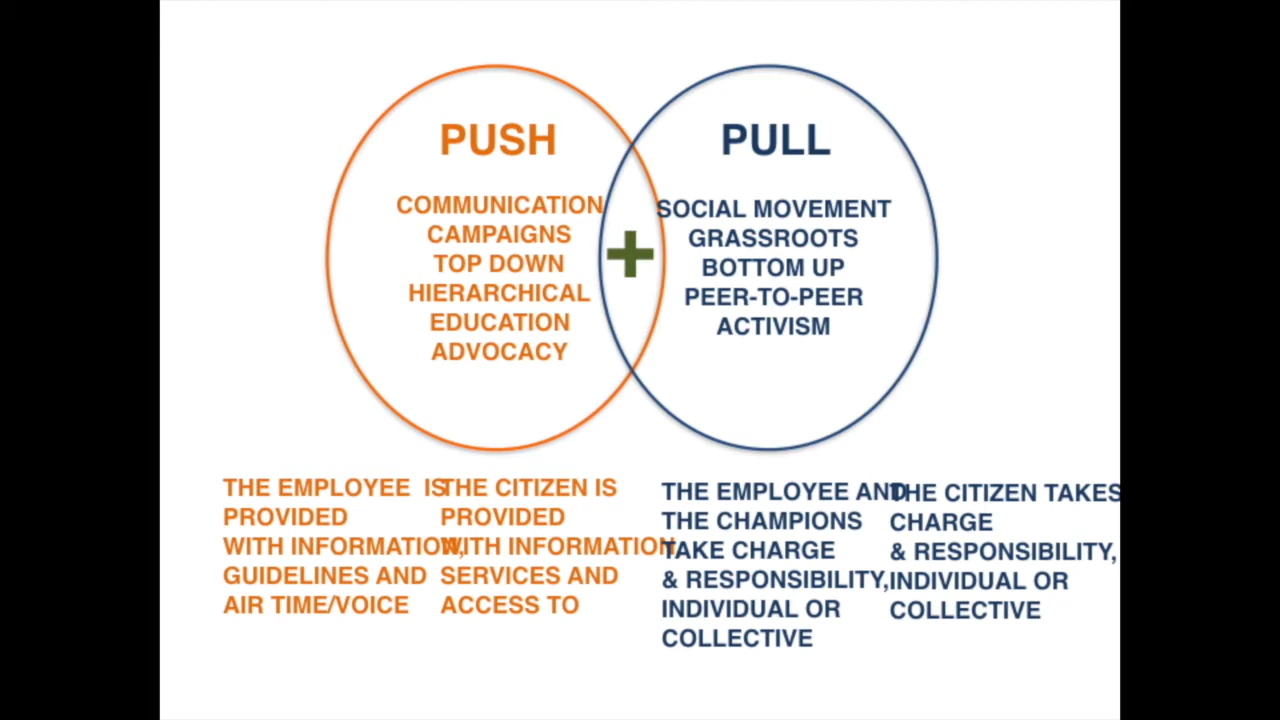 PUSH
COMMUNICATION
CAMPAIGNS
TOP DOWN
HIERARCHICAL
EDUCATION
ADVOCACY
+
PULL
SOCIAL MOVEMENT
GRASSROOTS
BOTTOM UP
PEER-TO-PEER
ACTIVISM
THE EMPLOYEE IS
PROVIDED
WITH INFORMATION,
GUIDELINES AND
AIR TIME/VOICE
THE CITIZEN IS
PROVIDED
WITH INFORMATION,
SERVICES AND
ACCESS TO
THE EMPLOYEE AND
THE CHAMPIONS
TAKE CHARGE
& RESPONSIBILITY,
INDIVIDUAL OR
COLLECTIVE
THE CITIZEN TAKES
CHARGE
& RESPONSIBILITY,
INDIVIDUAL OR
COLLECTIVE